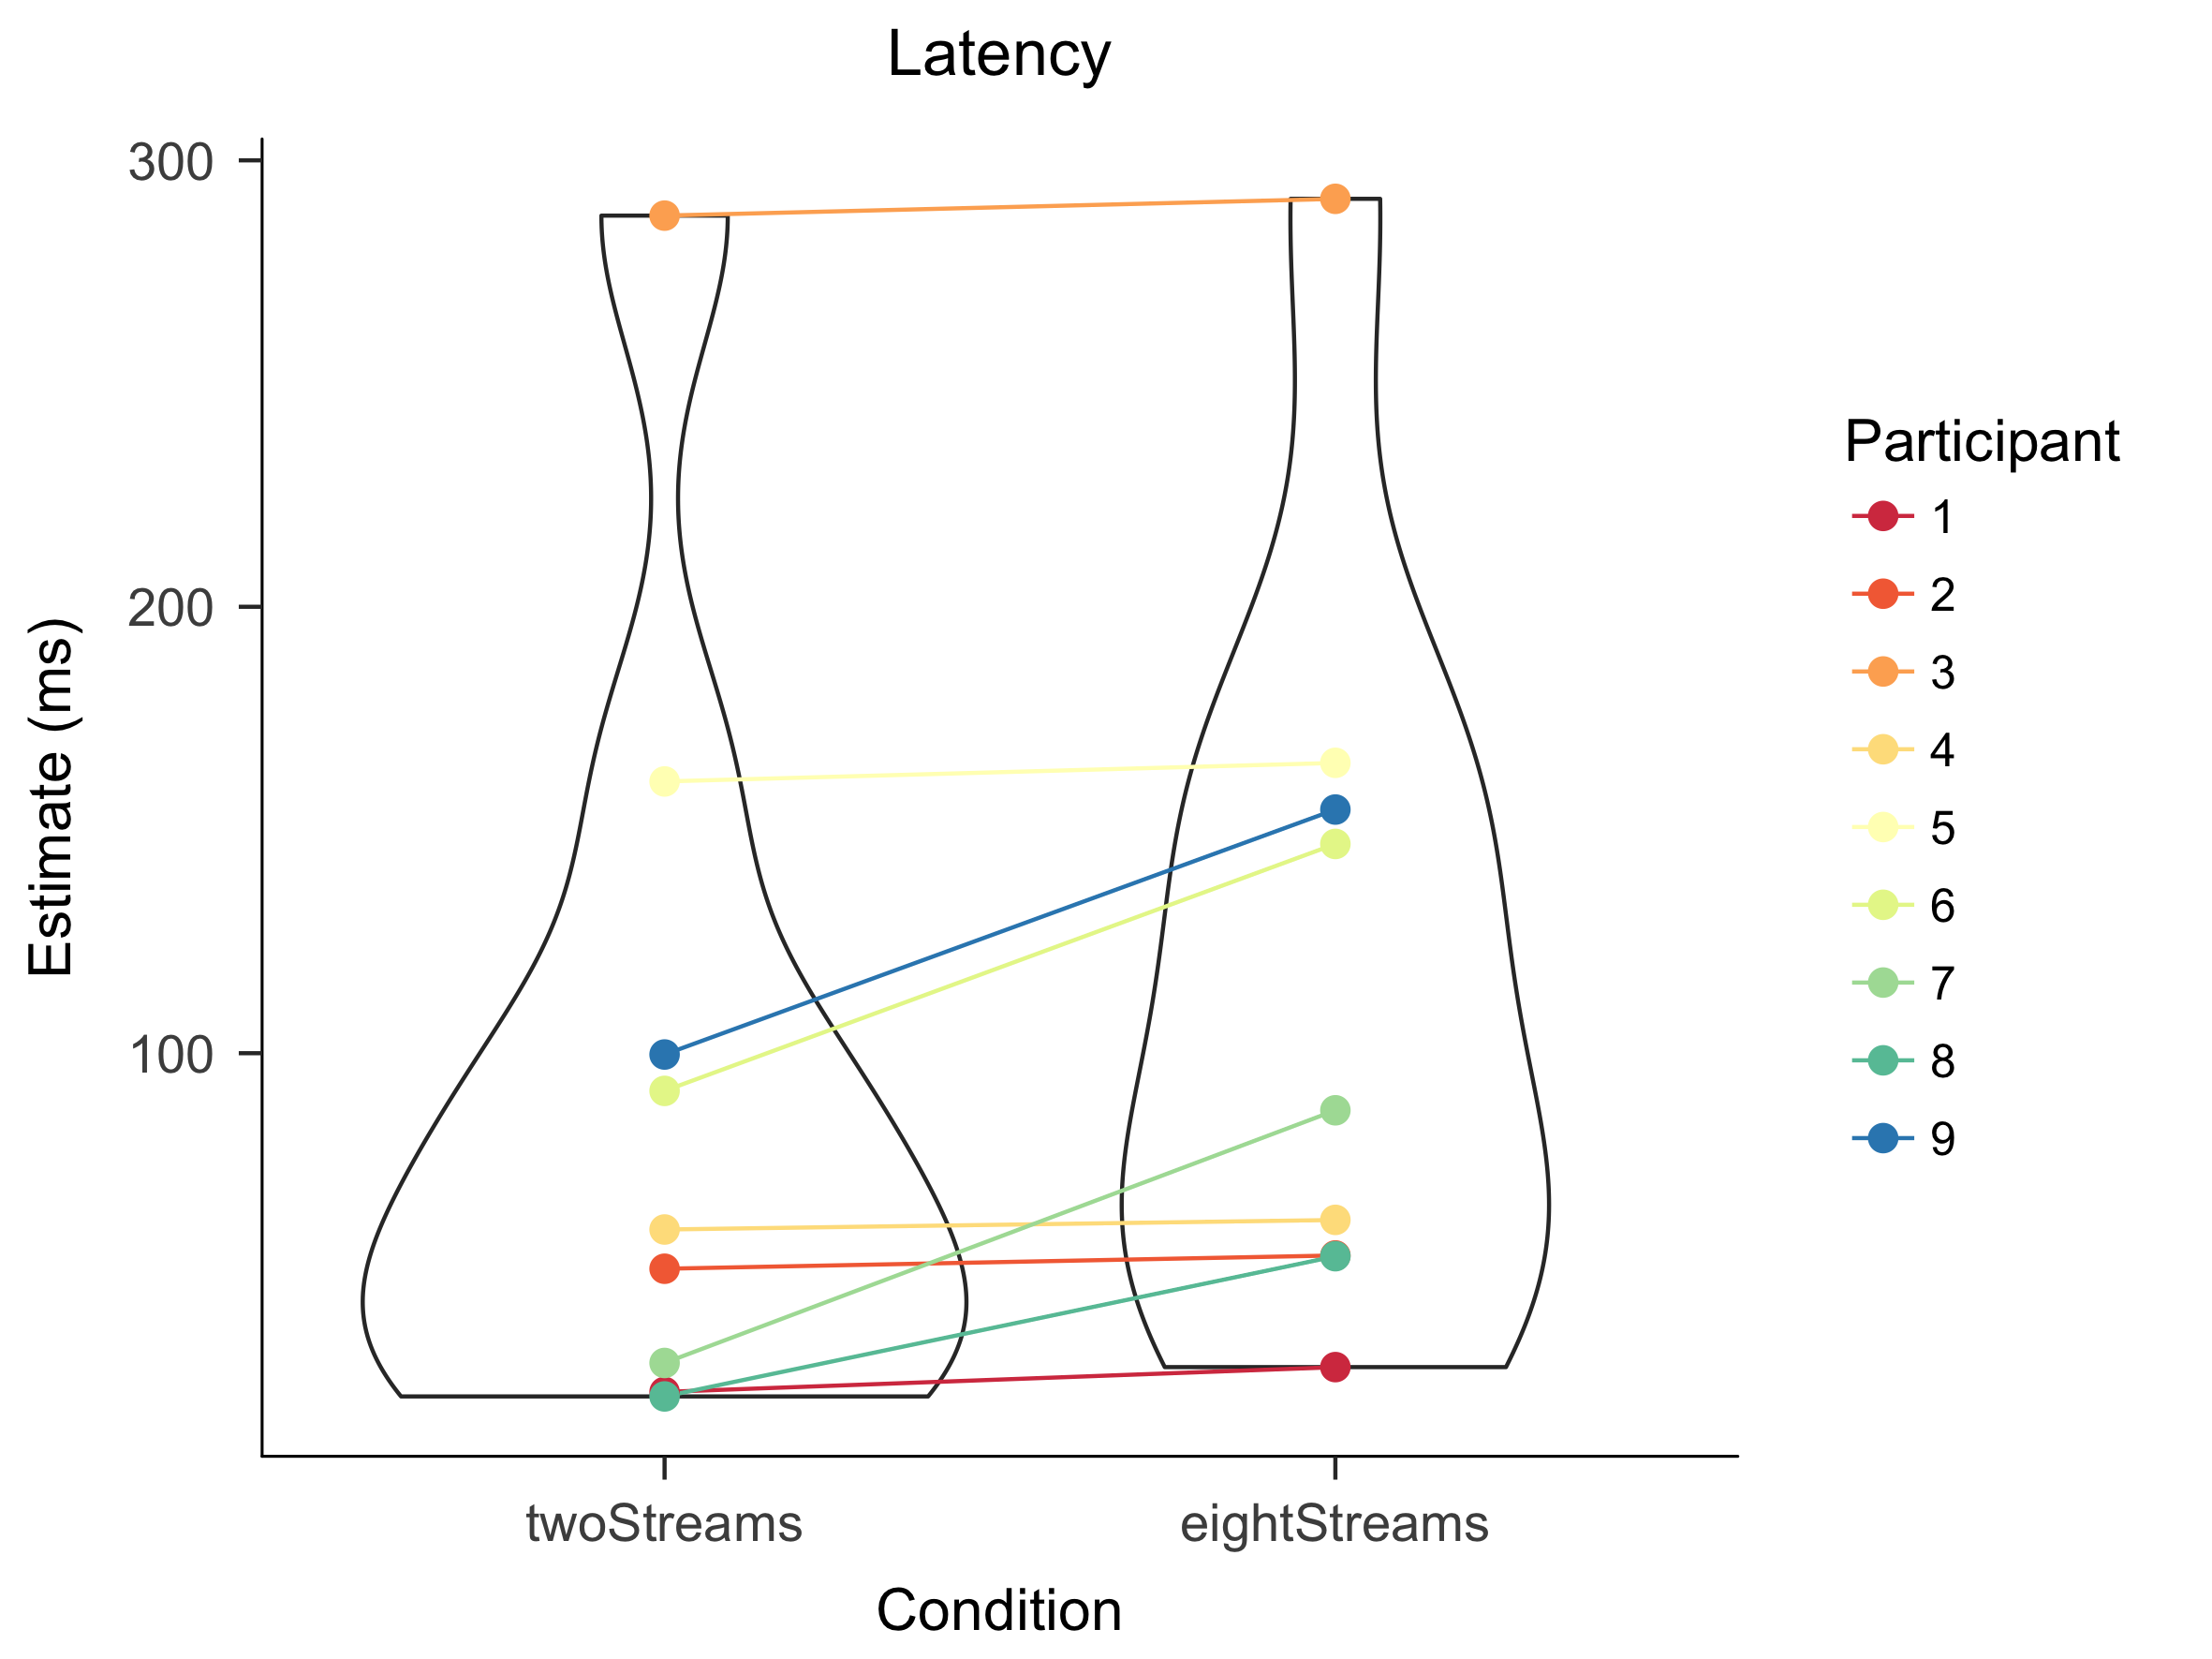 Latency
300
200
100
Estimate (ms)
twoStreams
eightStreams
Condition
Participant
1
2
3
4
5
6
7
8
9